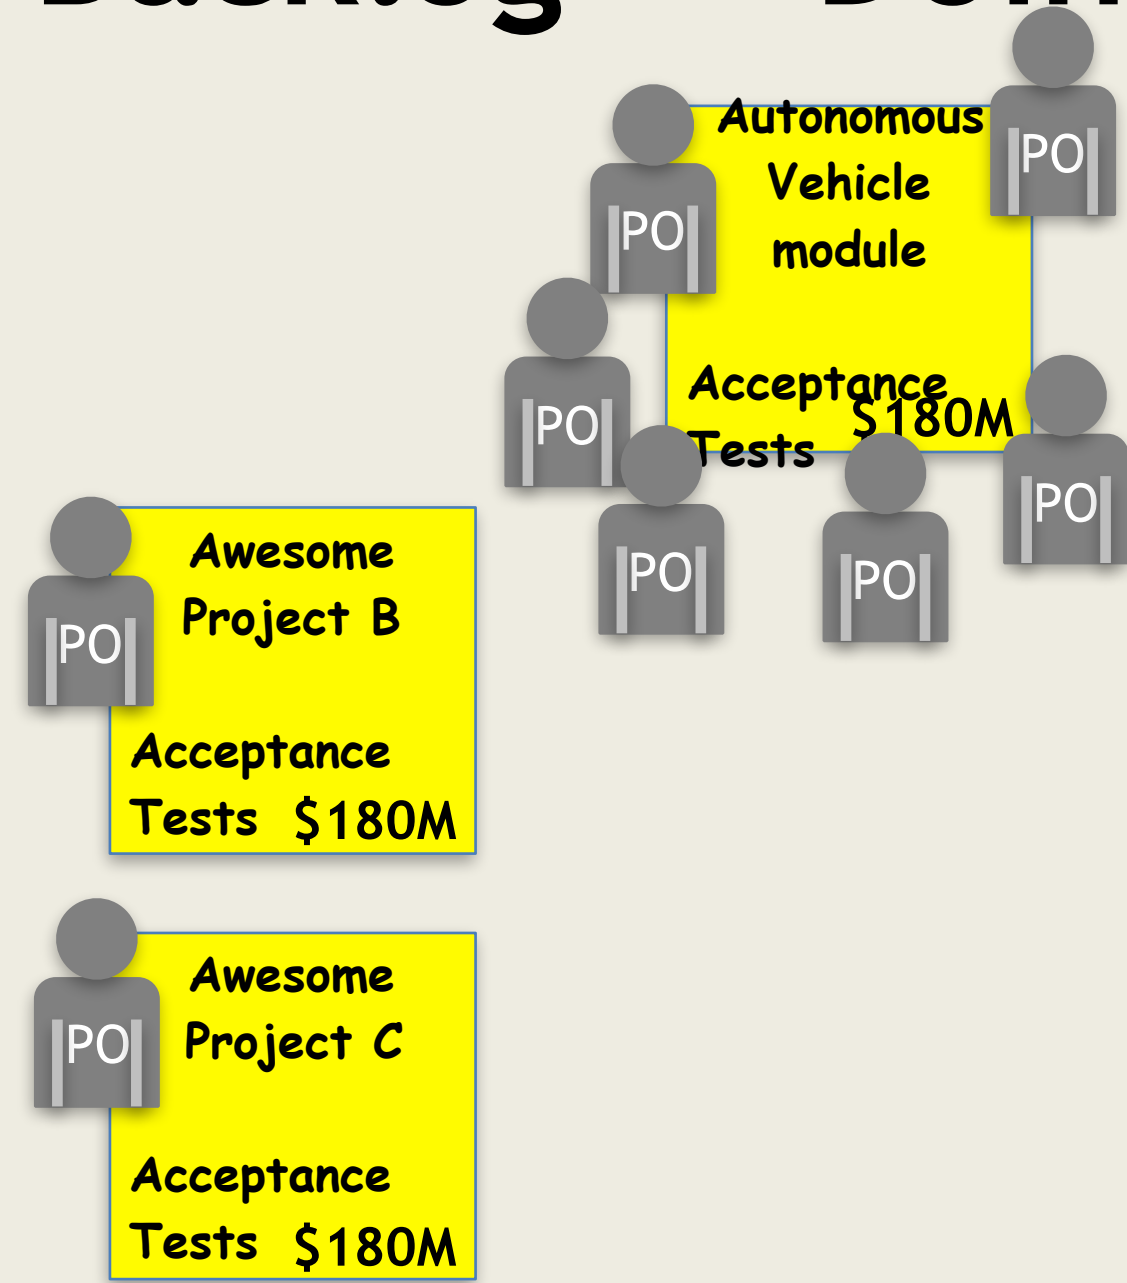 Backlog
PO
Autonomous
Vehicle
module
Acceptance
Tests $180M
PO
PO
PO
PO
PO
PO
Awesome
Project B
Acceptance
Tests $180M
PO
Awesome
Project C
Acceptance
Tests $180M